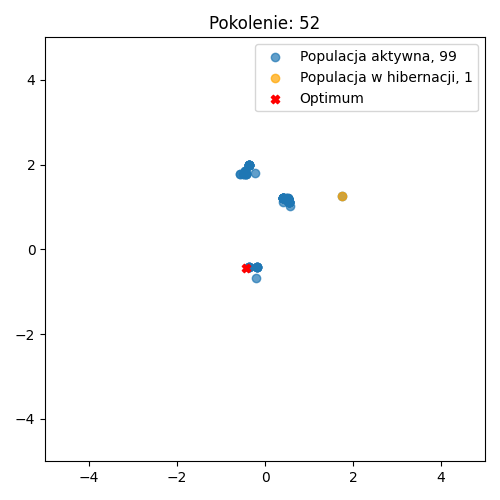 Pokolenie: 52
Populacja aktywna, 99
Populacja w hibernacji, 1
Optimum
4
2
0
−2
−4
−4
−2
0
2
4